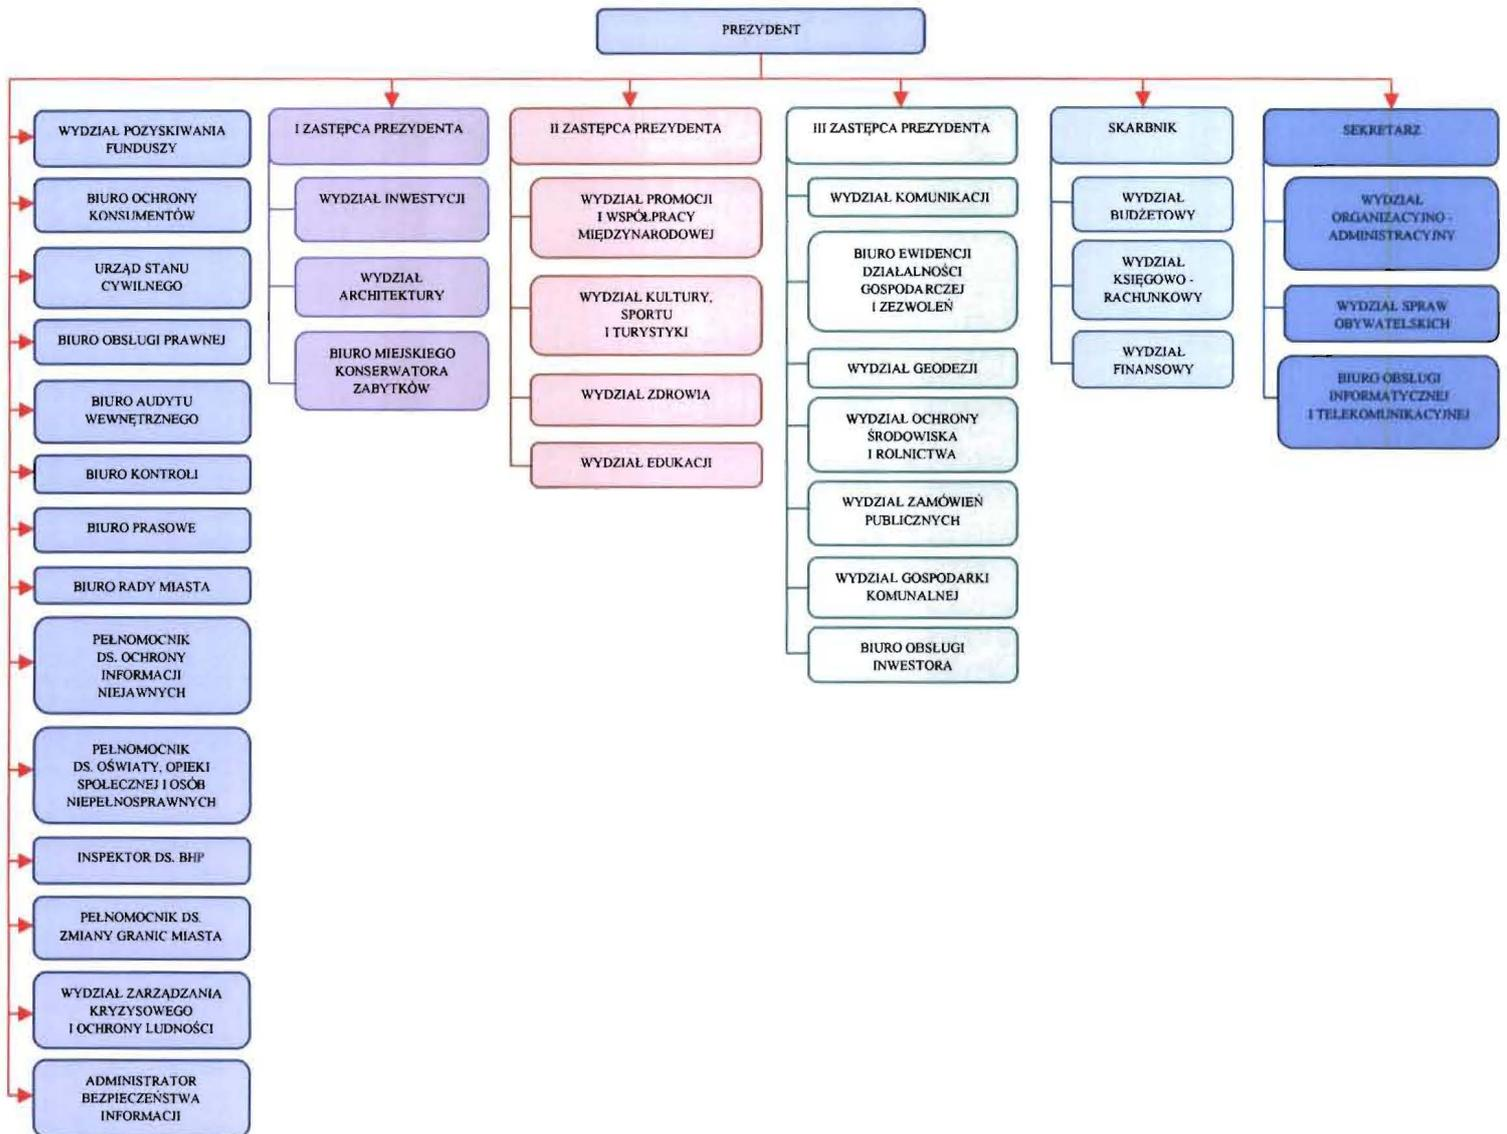 PREZYDENT
WYDZIAŁ POZYSKIWANIA
FUNDUSZY
BIURO OCHRONY
KONSUMENTÓW
URZĄD STANU
CYWILNEGO
BIURO OBSŁUGI PRAWNEJ
BIURO AUDYTU
WEWNĘTRZNEGO
BIURO KONTROLI
BIURO PRASOWE
BIURO RADY MIASTA
PEŁNOMOCNIK
DS. OCHRONY
INFORMACJI
NIEJAWNYCH
PEŁNOMOCNIK
DS. OŚWIATY, OPIEKI
SPOŁECZNEJ I OSÓB
NIEPEŁNOSPRAWNYCH
INSPEKTOR DS. BHP
PEŁNOMOCNIK DS.
ZMIANY GRANIC MIASTA
WYDZIAŁ ZARZĄDZANIA
KRYZYSOWEGO
I OCHRONY LUDNOŚCI
ADMINISTRATOR
BEZPIECZEŃSTWA
INFORMACJI
I ZASTĘPCA PREZYDENTA
WYDZIAŁ INWESTYCJI
WYDZIAŁ
ARCHITEKTURY
BIURO MIEJSKIEGO
KONSERWATORA
ZABYTKÓW
II ZASTĘPCA PREZYDENTA
WYDZIAŁ PROMOCJI
I WSPÓŁPRACY
MIĘDZYNARODOWEJ
WYDZIAŁ KULTURY,
SPORTU
I TURYSTYKI
WYDZIAŁ ZDROWIA
WYDZIAŁ EDUKACJI
III ZASTĘPCA PREZYDENTA
WYDZIAŁ KOMUNIKACJI
BIURO EWIDENCJI
DZIAŁALNOŚCI
GOSPODARCZEJ
I ZEZWOLEŃ
WYDZIAŁ GEODEZJI
WYDZIAŁ OCHRONY
ŚRODOWISKA
I ROLNICTWA
WYDZIAŁ ZAMÓWIEŃ
PUBLICZNYCH
WYDZIAŁ GOSPODARKI
KOMUNALNEJ
BIURO OBSŁUGI
INWESTORA
SKARBNIK
WYDZIAŁ
BUDŻETOWY
WYDZIAŁ
KSIĘGOWO -
RACHUNKOWY
WYDZIAŁ
FINANSOWY
SEKRETARZ
WYDZIAŁ
ORGANIZACYJNO -
ADMINISTRACYJNY
WYDZIAŁ SPRAW
OBYWATELSKICH
BIURO OBSŁUGI
INFORMATYCZNEJ
I TELEKOMUNIKACYJNEJ